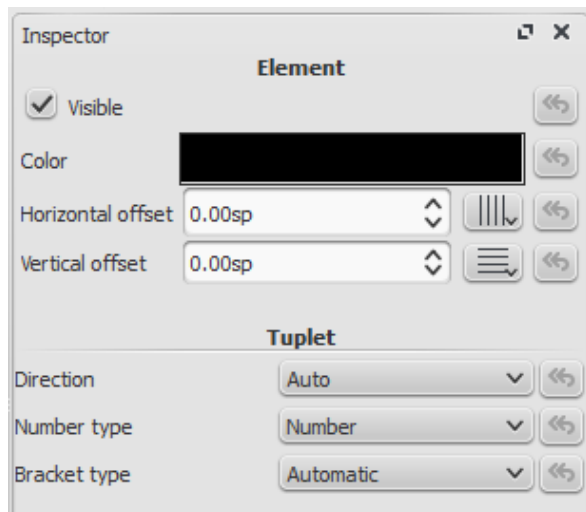 Inspector
Element
Visible
Color
Horizontal offset 0.00sp
Vertical offset 0.00sp
Tuplet
Direction Auto
Number type Number
Bracket type Automatic